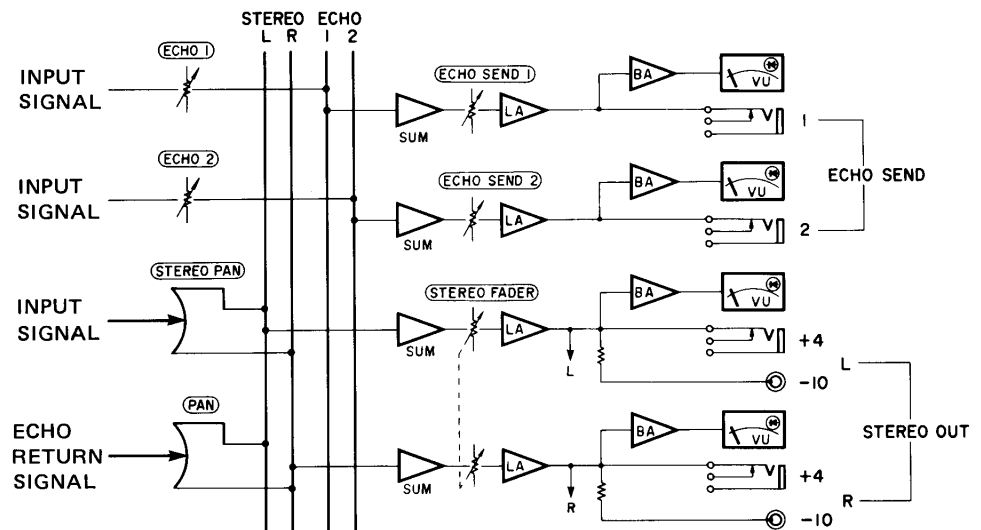 STEREO ECHO
L R 1 2
ECHO 1
INPUT
SIGNAL
ECHO SEND 1
SUM
LA
BA
VU
1
ECHO 2
INPUT
SIGNAL
ECHO SEND 2
SUM
LA
BA
VU
2
ECHO SEND
STEREO PAN
INPUT
SIGNAL
STEREO FADER
SUM
LA
L
BA
VU
+4
-10
L
PAN
ECHO
RETURN
SIGNAL
SUM
LA
R
BA
VU
+4
-10
R
STEREO OUT